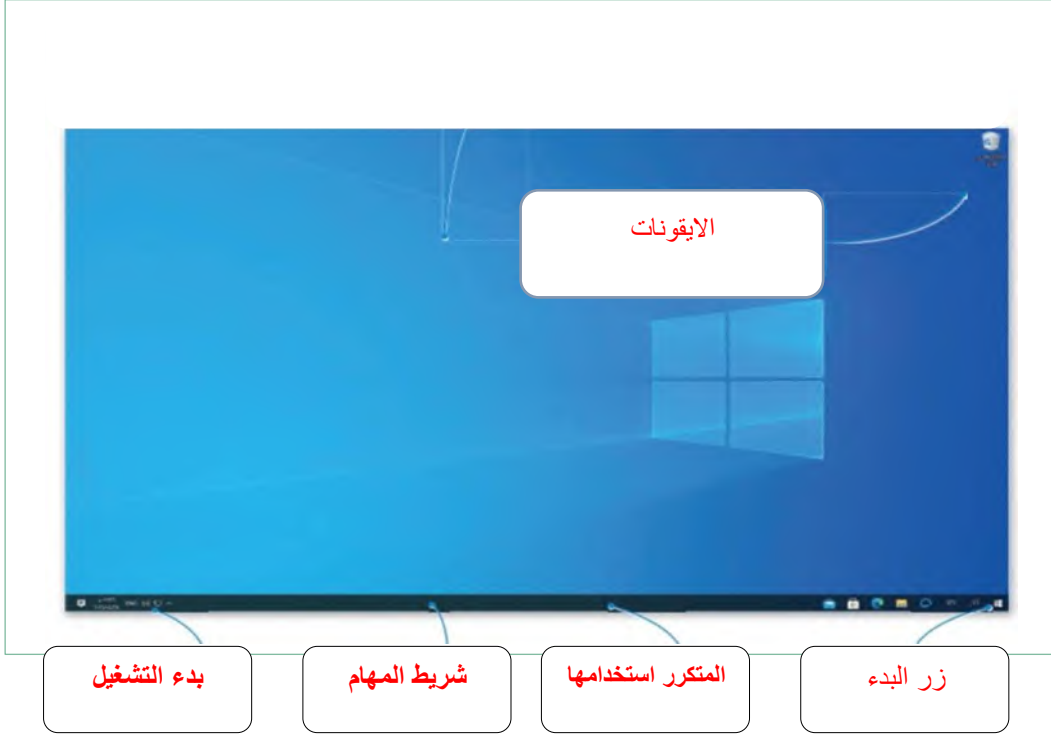 الايقونات
زر البدء
المتكرر استخدامها
شريط المهام
بدء التشغيل